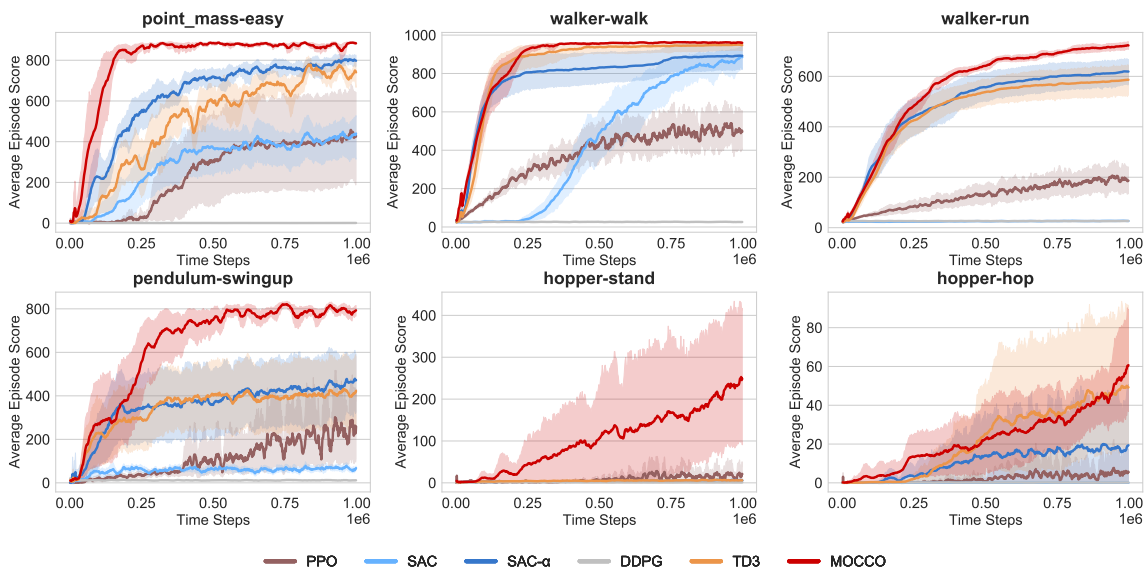 point_mass-easy
walker-walk
walker-run
Average Episode Score
800
600
400
200
0
0.00 0.25 0.50 0.75 1.00
Time Steps
1e6
Average Episode Score
1000
800
600
400
200
0
0.00 0.25 0.50 0.75 1.00
Time Steps
1e6
Average Episode Score
600
400
200
0
0.00 0.25 0.50 0.75 1.00
Time Steps
1e6
pendulum-swingup
hopper-stand
hopper-hop
Average Episode Score
800
600
400
200
0
0.00 0.25 0.50 0.75 1.00
Time Steps
1e6
Average Episode Score
400
300
200
100
0
0.00 0.25 0.50 0.75 1.00
Time Steps
1e6
Average Episode Score
80
60
40
20
0
0.00 0.25 0.50 0.75 1.00
Time Steps
1e6
PPO SAC SAC-α DDPG TD3 MOCCO